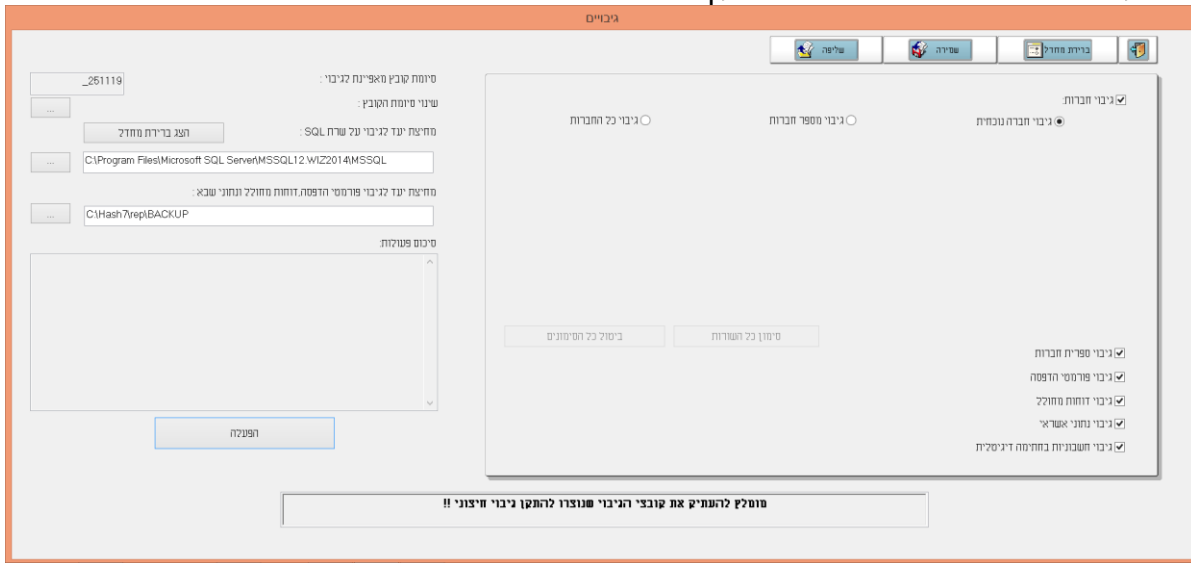 גיבויים
ברירת מחדל
שמירה
שליפה
גיבוי חברות:
גיבוי חברה נוכחית
גיבוי מספר חברות
גיבוי כל החברות
סימון כל השורות
ביטול כל הסימונים
גיבוי ספרית חברות
גיבוי פורמטי הדפסה
גיבוי דוחות מחולל
גיבוי נתוני אשראי
גיבוי חשבוניות בחתימה דיגיטלית
סיומת קובץ מאפיינת לגיבוי :
_251119
שינוי סיומת הקובץ :
...
מחיצת יעד לגיבוי על שרת SQL :
הצג ברירת מחדל
C:\Program Files\Microsoft SQL Server\MSSQL12.WIZ2014\MSSQL
...
מחיצת יעד לגיבוי פורמטי הדפסה,דוחות מחולל ונתוני שבא :
C:\Hash7\rep\BACKUP
...
סיכום פעולות:
הפעלה
מומלץ להעתיק את קובצי הגיבוי שנוצרו להתקן גיבוי חיצוני !!